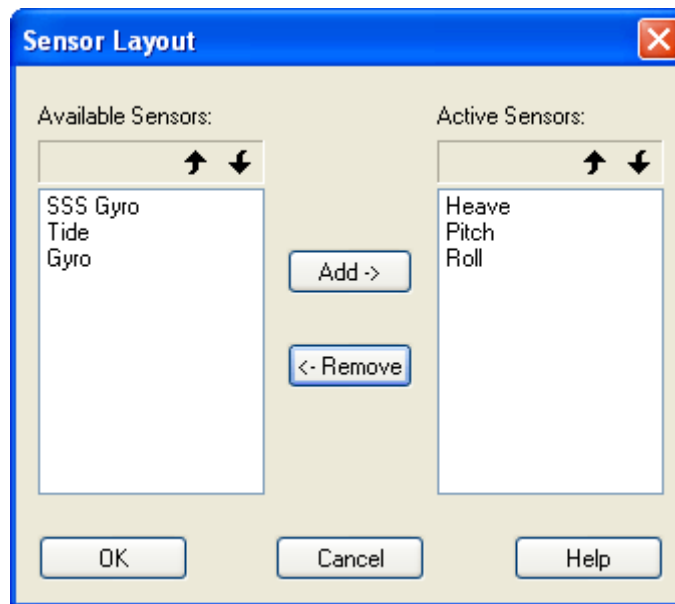 Sensor Layout
Available Sensors:
Active Sensors:
SSS Gyro
Tide
Gyro
Add ->
<- Remove
Heave
Pitch
Roll
OK
Cancel
Help